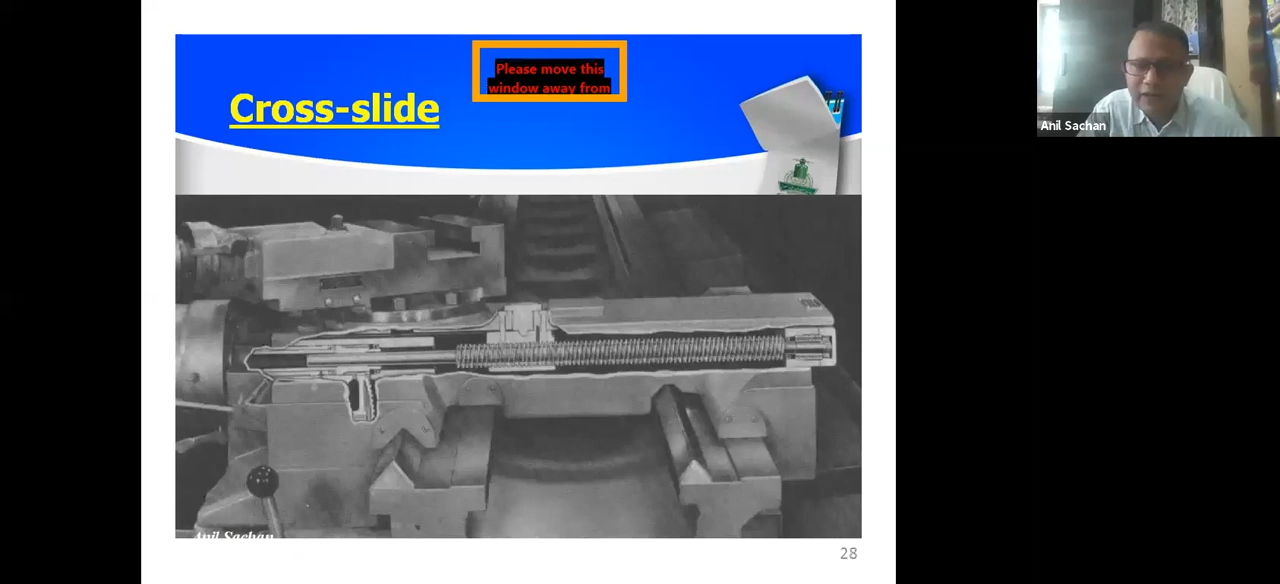 Please move this
window away from
Cross-slide
Anil Sachan
Anil Sachan
28